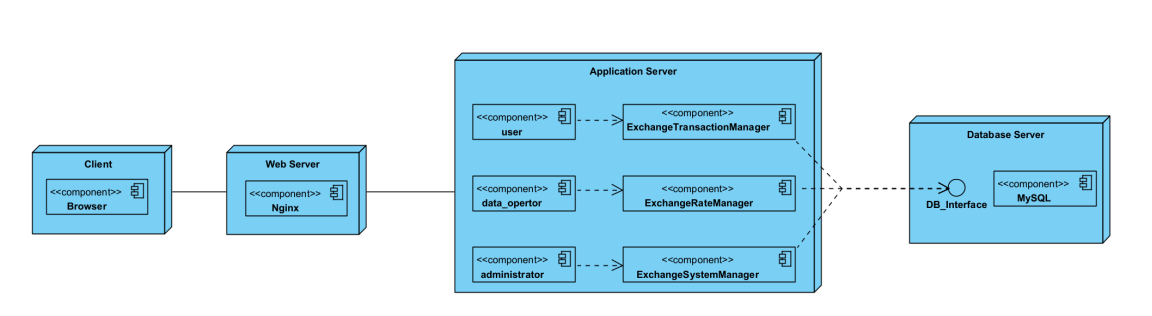 Application Server
<<component>>
user
<<component>>
ExchangeTransactionManager
Database Server
Client
<<component>>
Browser
Web Server
<<component>>
Nginx
<<component>>
data_opertor
<<component>>
ExchangeRateManager
DB_Interface
<<component>>
MySQL
<<component>>
administrator
<<component>>
ExchangeSystemManager